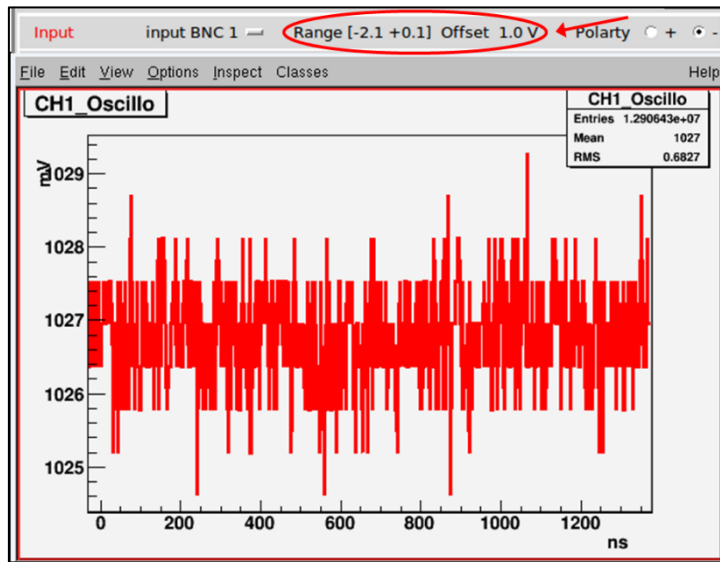 Input input BNC 1 Range [-2.1 +0.1] Offset 1.0 V Polarty + -
File Edit View Options Inspect Classes Help
CH1_Oscillo
CH1_Oscillo
Entries 1.290643e+07
Mean 1027
RMS 0.6827
mV
1029
1028
1027
1026
1025
0 200 400 600 800 1000 1200
ns